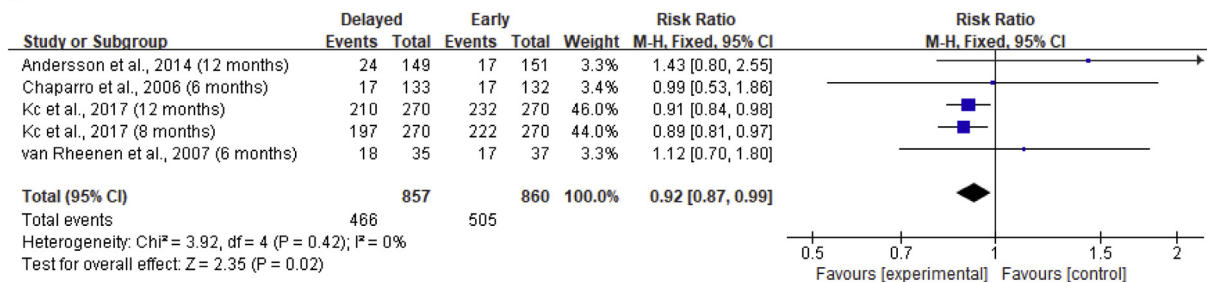 Delayed Early Risk Ratio Risk Ratio
Study or Subgroup Events Total Events Total Weight M-H, Fixed, 95% CI M-H, Fixed, 95% CI
Andersson et al., 2014 (12 months) 24 149 17 151 3.3% 1.43 [0.80, 2.55]
Chaparro et al., 2006 (6 months) 17 133 17 132 3.4% 0.99 [0.53, 1.86]
Kc et al., 2017 (12 months) 210 270 232 270 46.0% 0.91 [0.84, 0.98]
Kc et al., 2017 (8 months) 197 270 222 270 44.0% 0.89 [0.81, 0.97]
van Rheenen et al., 2007 (6 months) 18 35 17 37 3.3% 1.12 [0.70, 1.80]
Total (95% CI) 857 860 100.0% 0.92 [0.87, 0.99]
Total events 466 505
Heterogeneity: Chi² = 3.92, df = 4 (P = 0.42); I² = 0%
Test for overall effect: Z = 2.35 (P = 0.02)
0.5 0.7 1 1.5 2
Favours [experimental] Favours [control]